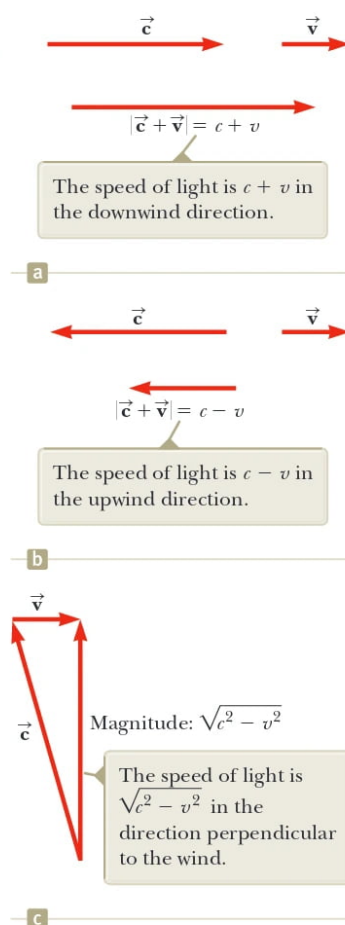 c⃗ v⃗
|c⃗ + v⃗| = c + v
The speed of light is c + v in
the downwind direction.
a
c⃗ v⃗
|c⃗ + v⃗| = c − v
The speed of light is c − v in
the upwind direction.
b
v⃗
c⃗
Magnitude: √(c² − v²)
The speed of light is
√(c² − v²) in the
direction perpendicular
to the wind.
c